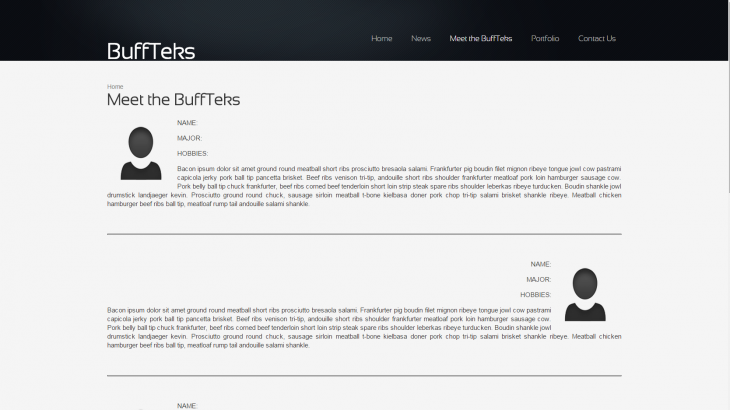 BuffTeks
Home News Meet the BuffTeks Portfolio Contact Us
Home
Meet the BuffTeks
NAME:
MAJOR:
HOBBIES:
Bacon ipsum dolor sit amet ground round meatball short ribs prosciutto bresaola salami. Frankfurter pig boudin filet mignon ribeye tongue jowl cow pastrami
capicola jerky pork ball tip pancetta brisket. Beef ribs venison tri-tip, andouille short ribs shoulder frankfurter meatloaf pork loin hamburger sausage cow.
Pork belly ball tip chuck frankfurter, beef ribs corned beef tenderloin short loin strip steak spare ribs shoulder leberkas ribeye turducken. Boudin shankle jowl
drumstick landjaeger kevin. Prosciutto ground round chuck, sausage sirloin meatball t-bone kielbasa doner pork chop tri-tip salami brisket shankle ribeye. Meatball chicken
hamburger beef ribs ball tip, meatloaf rump tail andouille salami shankle.
NAME:
MAJOR:
HOBBIES:
Bacon ipsum dolor sit amet ground round meatball short ribs prosciutto bresaola salami. Frankfurter pig boudin filet mignon ribeye tongue jowl cow pastrami
capicola jerky pork ball tip pancetta brisket. Beef ribs venison tri-tip, andouille short ribs shoulder frankfurter meatloaf pork loin hamburger sausage cow.
Pork belly ball tip chuck frankfurter, beef ribs corned beef tenderloin short loin strip steak spare ribs shoulder leberkas ribeye turducken. Boudin shankle jowl
drumstick landjaeger kevin. Prosciutto ground round chuck, sausage sirloin meatball t-bone kielbasa doner pork chop tri-tip salami brisket shankle ribeye. Meatball chicken
hamburger beef ribs ball tip, meatloaf rump tail andouille salami shankle.
NAME: